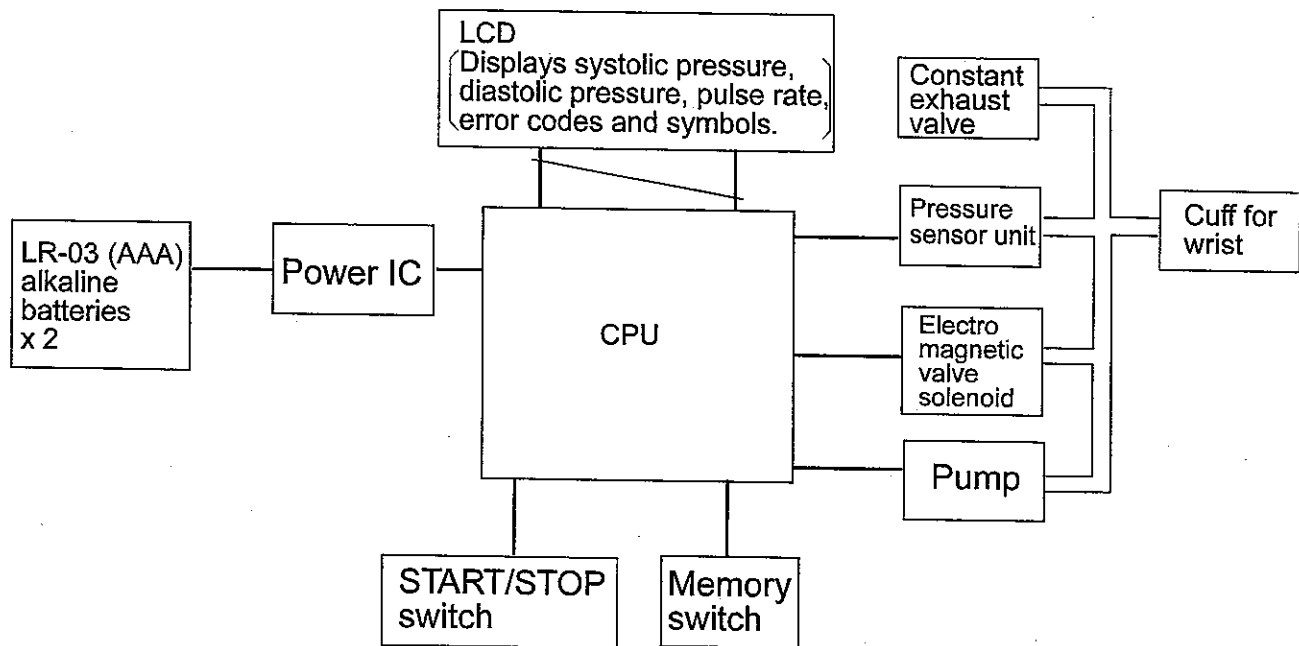 LCD
Displays systolic pressure,
diastolic pressure, pulse rate,
error codes and symbols.
Constant
exhaust
valve
LR-03 (AAA)
alkaline
batteries
x 2
Power IC
CPU
Pressure
sensor unit
Cuff for
wrist
Electro
magnetic
valve
solenoid
Pump
START/STOP
switch
Memory
switch